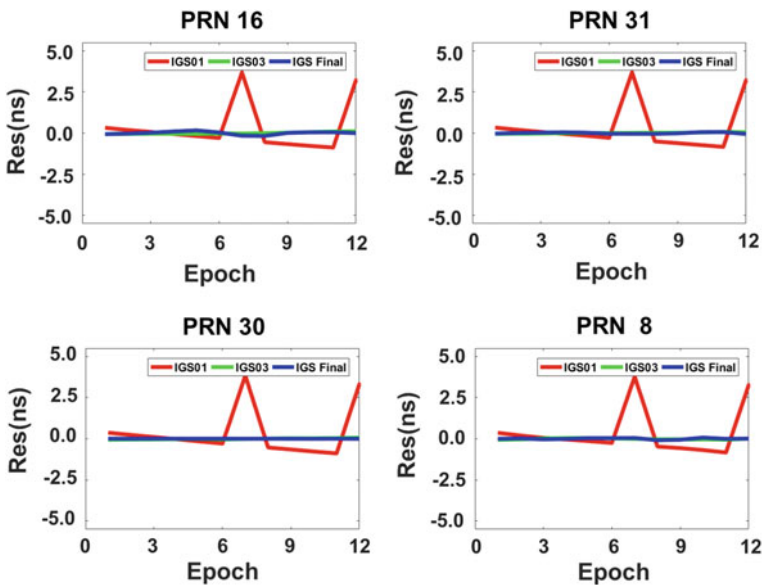 PRN 16
IGS01 IGS03 IGS Final
5.0
2.5
0.0
-2.5
-5.0
Res(ns)
0 3 6 9 12
Epoch
PRN 31
IGS01 IGS03 IGS Final
5.0
2.5
0.0
-2.5
-5.0
Res(ns)
0 3 6 9 12
Epoch
PRN 30
IGS01 IGS03 IGS Final
5.0
2.5
0.0
-2.5
-5.0
Res(ns)
0 3 6 9 12
Epoch
PRN 8
IGS01 IGS03 IGS Final
5.0
2.5
0.0
-2.5
-5.0
Res(ns)
0 3 6 9 12
Epoch